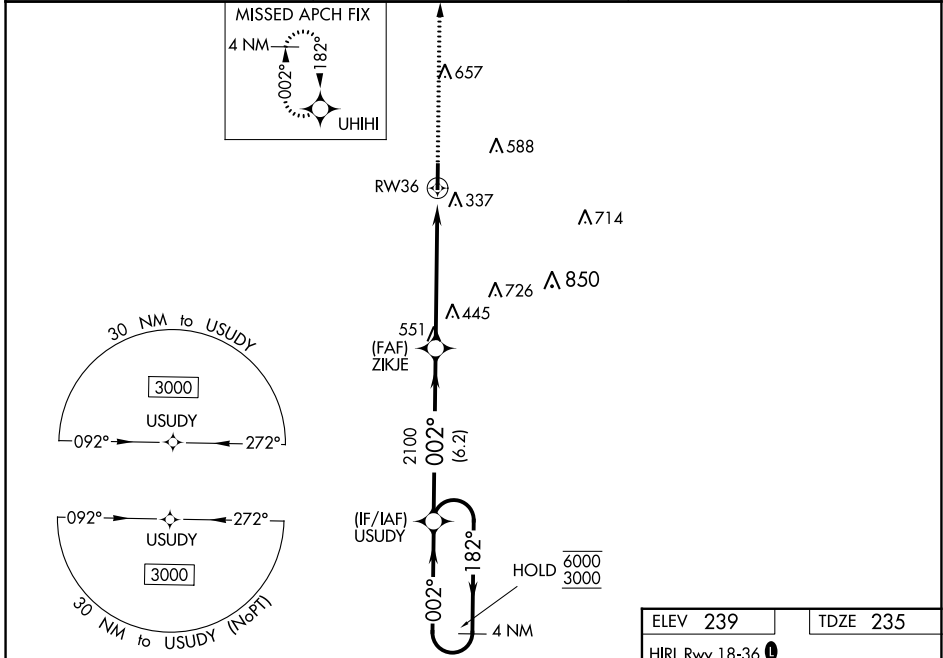 MISSED APCH FIX
4 NM
002°
182°
UHIHI
657
588
RW36
337
714
726
850
445
551
(FAF)
ZIKJE
30 NM to USUDY
3000
USUDY
092°
272°
2100
002°
(6.2)
092°
272°
USUDY
3000
30 NM to USUDY (NoPT)
(IF/IAF)
USUDY
002°
182°
HOLD 6000
3000
4 NM
ELEV 239
TDZE 235
HIRL Rwy 18-36 L